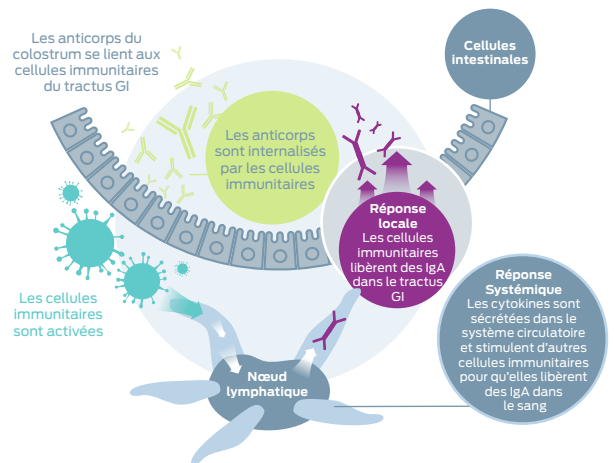 Les anticorps du
colostrum se lient aux
cellules immunitaires
du tractus GI
Cellules
intestinales
Les anticorps
sont internalisés
par les cellules
immunitaires
Réponse
locale
Les cellules
immunitaires
libèrent des IgA
dans le tractus
GI
Les cellules
immunitaires
sont activées
Réponse
Systémique
Les cytokines sont
sécrétées dans le
système circulatoire
et stimulent d'autres
cellules immunitaires
pour qu'elles libèrent
des IgA dans
le sang
Nœud
lymphatique